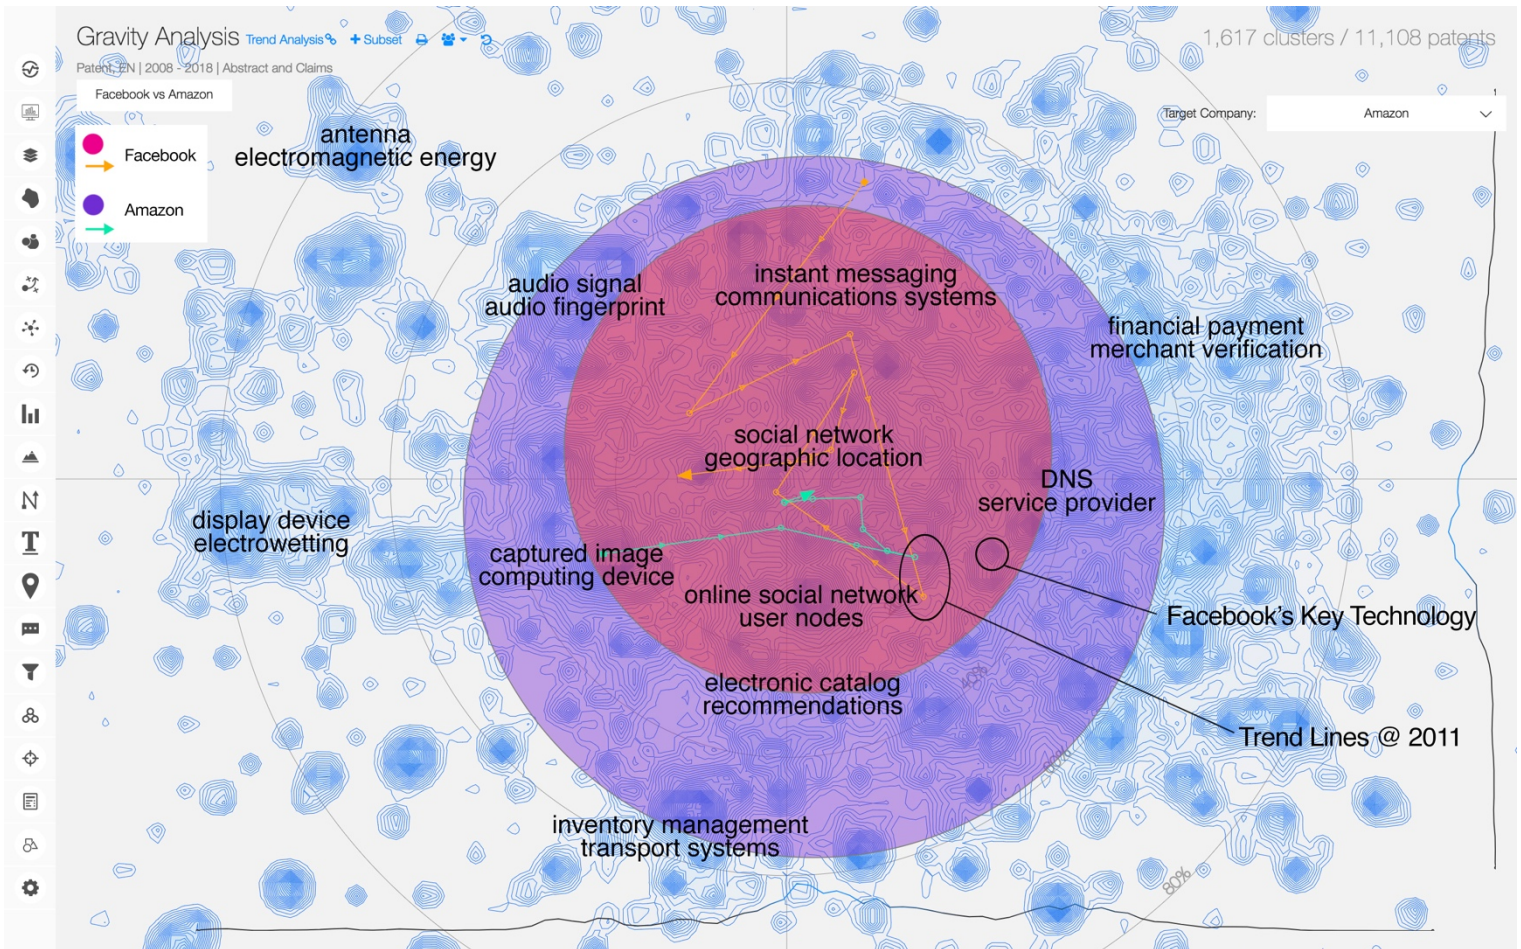 Gravity Analysis Trend Analysis + Subset
1,617 clusters / 11,108 patents
Patent, EN | 2008 - 2018 | Abstract and Claims
Facebook vs Amazon
Target Company: Amazon
Facebook
Amazon
antenna
electromagnetic energy
audio signal
audio fingerprint
instant messaging
communications systems
financial payment
merchant verification
social network
geographic location
DNS
service provider
display device
electrowetting
captured image
computing device
online social network
user nodes
Facebook's Key Technology
electronic catalog
recommendations
40%
Trend Lines @ 2011
60%
inventory management
transport systems
80%